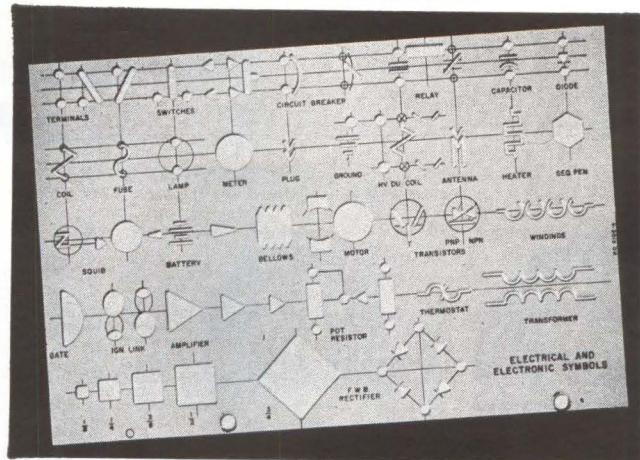 TERMINALS SWITCHES CIRCUIT BREAKER RELAY CAPACITOR DIODE
COIL FUSE LAMP METER PLUG GROUND HV DU. COIL ANTENNA HEATER SEQ. PEN
SQUIB BATTERY BELLOWS MOTOR TRANSISTORS PNP NPN WINDINGS
GATE IGN LINK AMPLIFIER POT RESISTOR THERMOSTAT TRANSFORMER
F W B RECTIFIER
ELECTRICAL AND
ELECTRONIC SYMBOLS